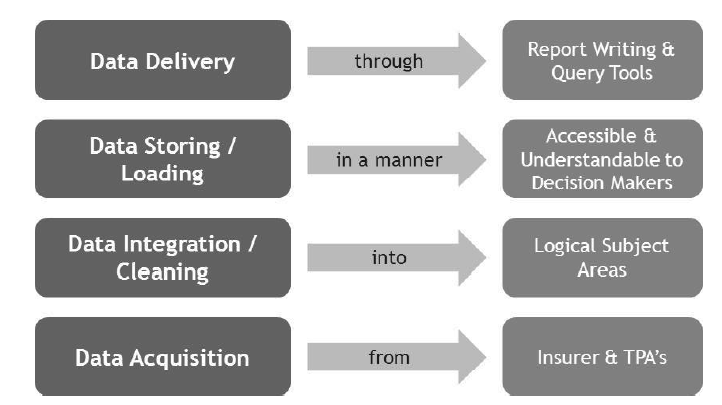 Data Delivery
through
Report Writing &
Query Tools
Data Storing /
Loading
in a manner
Accessible &
Understandable to
Decision Makers
Data Integration /
Cleaning
into
Logical Subject
Areas
Data Acquisition
from
Insurer & TPA's